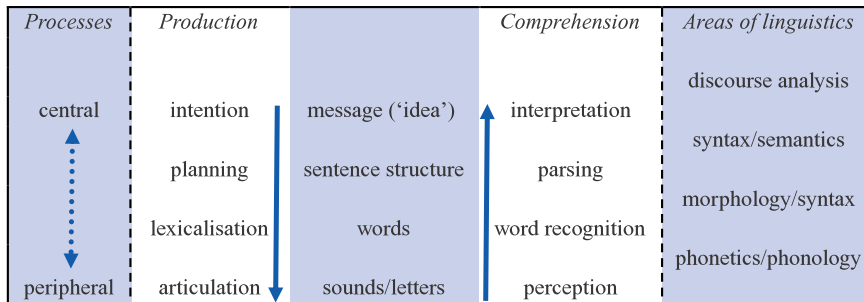 Processes Production Comprehension Areas of linguistics
discourse analysis
central intention message (‘idea’) interpretation
syntax/semantics
planning sentence structure parsing
morphology/syntax
lexicalisation words word recognition
phonetics/phonology
peripheral articulation sounds/letters perception